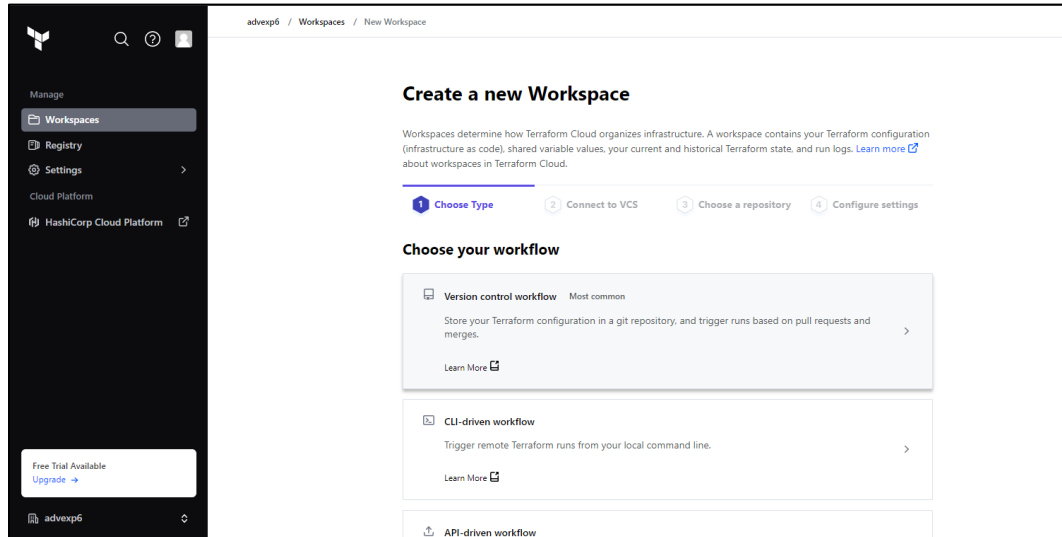 advexp6 / Workspaces / New Workspace
Manage
Workspaces
Registry
Settings
Cloud Platform
HashiCorp Cloud Platform
Free Trial Available
Upgrade →
advexp6
Create a new Workspace
Workspaces determine how Terraform Cloud organizes infrastructure. A workspace contains your Terraform configuration
(infrastructure as code), shared variable values, your current and historical Terraform state, and run logs. Learn more
about workspaces in Terraform Cloud.
1 Choose Type
2 Connect to VCS
3 Choose a repository
4 Configure settings
Choose your workflow
Version control workflow Most common
Store your Terraform configuration in a git repository, and trigger runs based on pull requests and
merges.
Learn More
CLI-driven workflow
Trigger remote Terraform runs from your local command line.
Learn More
API-driven workflow